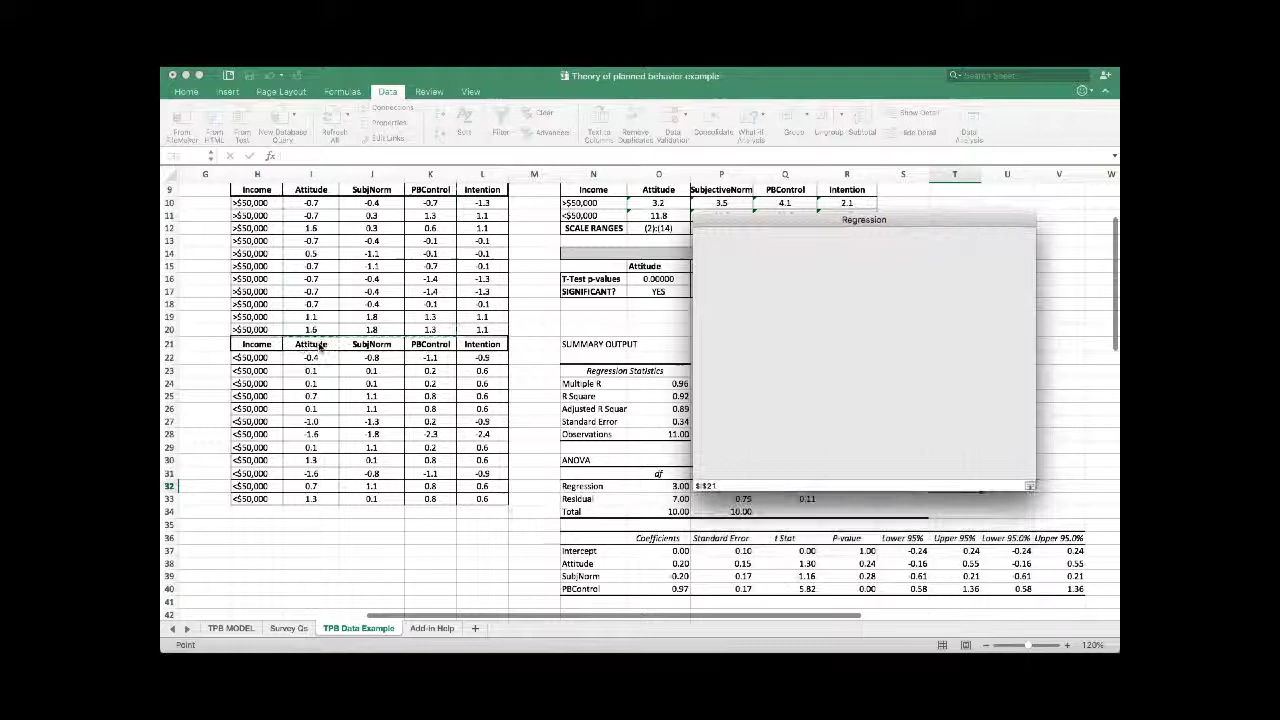 Theory of planned behavior example
Search Sheet
Home Insert Page Layout Formulas Data Review View
Connections
Properties
Edit Links
Clear
Advanced
Show Detail
Hide Detail
From FileMaker
From HTML
From Text
New Database Query
Refresh All
Sort
Filter
Text to Columns
Remove Duplicates
Data Validation
Consolidate
What-If Analysis
Group
Ungroup
Subtotal
Data Analysis
fx
G H I J K L M N O P Q R S T U V W
9 Income Attitude SubjNorm PBControl Intention Income Attitude SubjectiveNorm PBControl Intention
10 >$50,000 -0.7 -0.4 -0.7 -1.3 >$50,000 3.2 3.5 4.1 2.1
11 >$50,000 -0.7 0.3 1.3 1.1 <$50,000 11.8
12 >$50,000 1.6 0.3 0.6 1.1 SCALE RANGES (2):(14)
13 >$50,000 -0.7 -0.4 -0.1 -0.1
14 >$50,000 0.5 -1.1 -0.1 -0.1
15 >$50,000 -0.7 -1.1 -0.7 -0.1 Attitude
16 >$50,000 -0.7 -0.4 -1.4 -1.3 T-Test p-values 0.00000
17 >$50,000 -0.7 -0.4 -1.4 -1.3 SIGNIFICANT? YES
18 >$50,000 -0.7 -0.4 -0.1 -0.1
19 >$50,000 1.1 1.8 1.3 1.1
20 >$50,000 1.6 1.8 1.3 1.1
21 Income Attitude SubjNorm PBControl Intention SUMMARY OUTPUT
22 <$50,000 -0.4 -0.8 -1.1 -0.9
23 <$50,000 0.1 0.1 0.2 0.6 Regression Statistics
24 <$50,000 0.1 0.1 0.2 0.6 Multiple R 0.96
25 <$50,000 0.7 1.1 0.8 0.6 R Square 0.92
26 <$50,000 0.1 1.1 0.8 0.6 Adjusted R Squar 0.89
27 <$50,000 -1.0 -1.3 0.2 -0.9 Standard Error 0.34
28 <$50,000 -1.6 -1.8 -2.3 -2.4 Observations 11.00
29 <$50,000 0.1 1.1 0.2 0.6
30 <$50,000 1.3 0.1 0.8 0.6 ANOVA
31 <$50,000 -1.6 -0.8 -1.1 -0.9 df
32 <$50,000 0.7 1.1 0.8 0.6 Regression 3.00
33 <$50,000 1.3 0.1 0.8 0.6 Residual 7.00 0.75 0.11
34 Total 10.00 10.00
35
36 Coefficients Standard Error t Stat P-value Lower 95% Upper 95% Lower 95.0% Upper 95.0%
37 Intercept 0.00 0.10 0.00 1.00 -0.24 0.24 -0.24 0.24
38 Attitude 0.20 0.15 1.30 0.24 -0.16 0.55 -0.16 0.55
39 SubjNorm -0.20 0.17 1.16 0.28 -0.61 0.21 -0.61 0.21
40 PBControl 0.97 0.17 5.82 0.00 0.58 1.36 0.58 1.36
41
42
Regression
$I$21
TPB MODEL Survey Qs TPB Data Example Add-in Help +
Point
120%